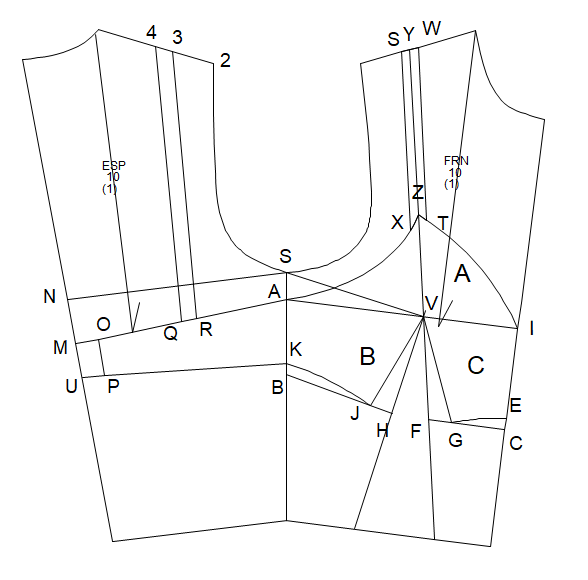 4 3
2
S Y W
ESP
10
(1)
FRN
10
(1)
Z
X T
A
S
N
A
V
I
O
M
Q R
K
B
C
U P
B
J
H
E
F
G
C